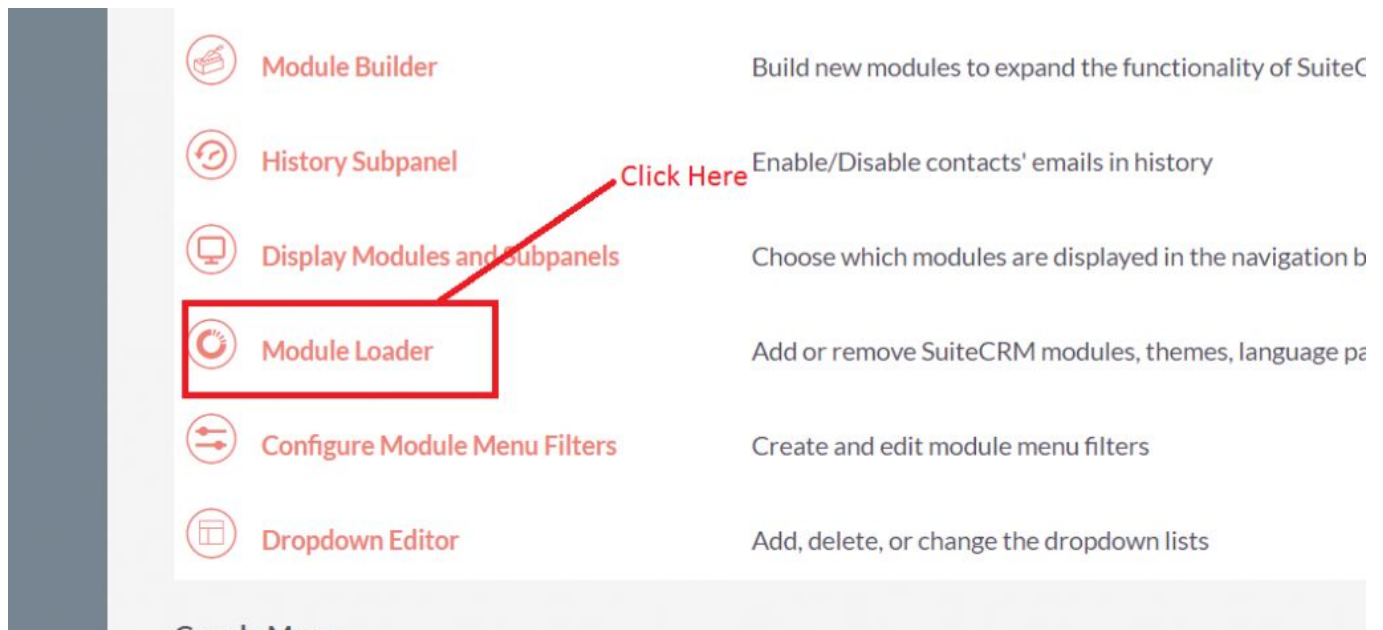 Module Builder Build new modules to expand the functionality of
History Subpanel Enable/Disable contacts' emails in history
Click Here
Display Modules and Subpanels Choose which modules are displayed in the navigation
Module Loader Add or remove SuiteCRM modules, themes, language
Configure Module Menu Filters Create and edit module menu filters
Dropdown Editor Add, delete, or change the dropdown lists